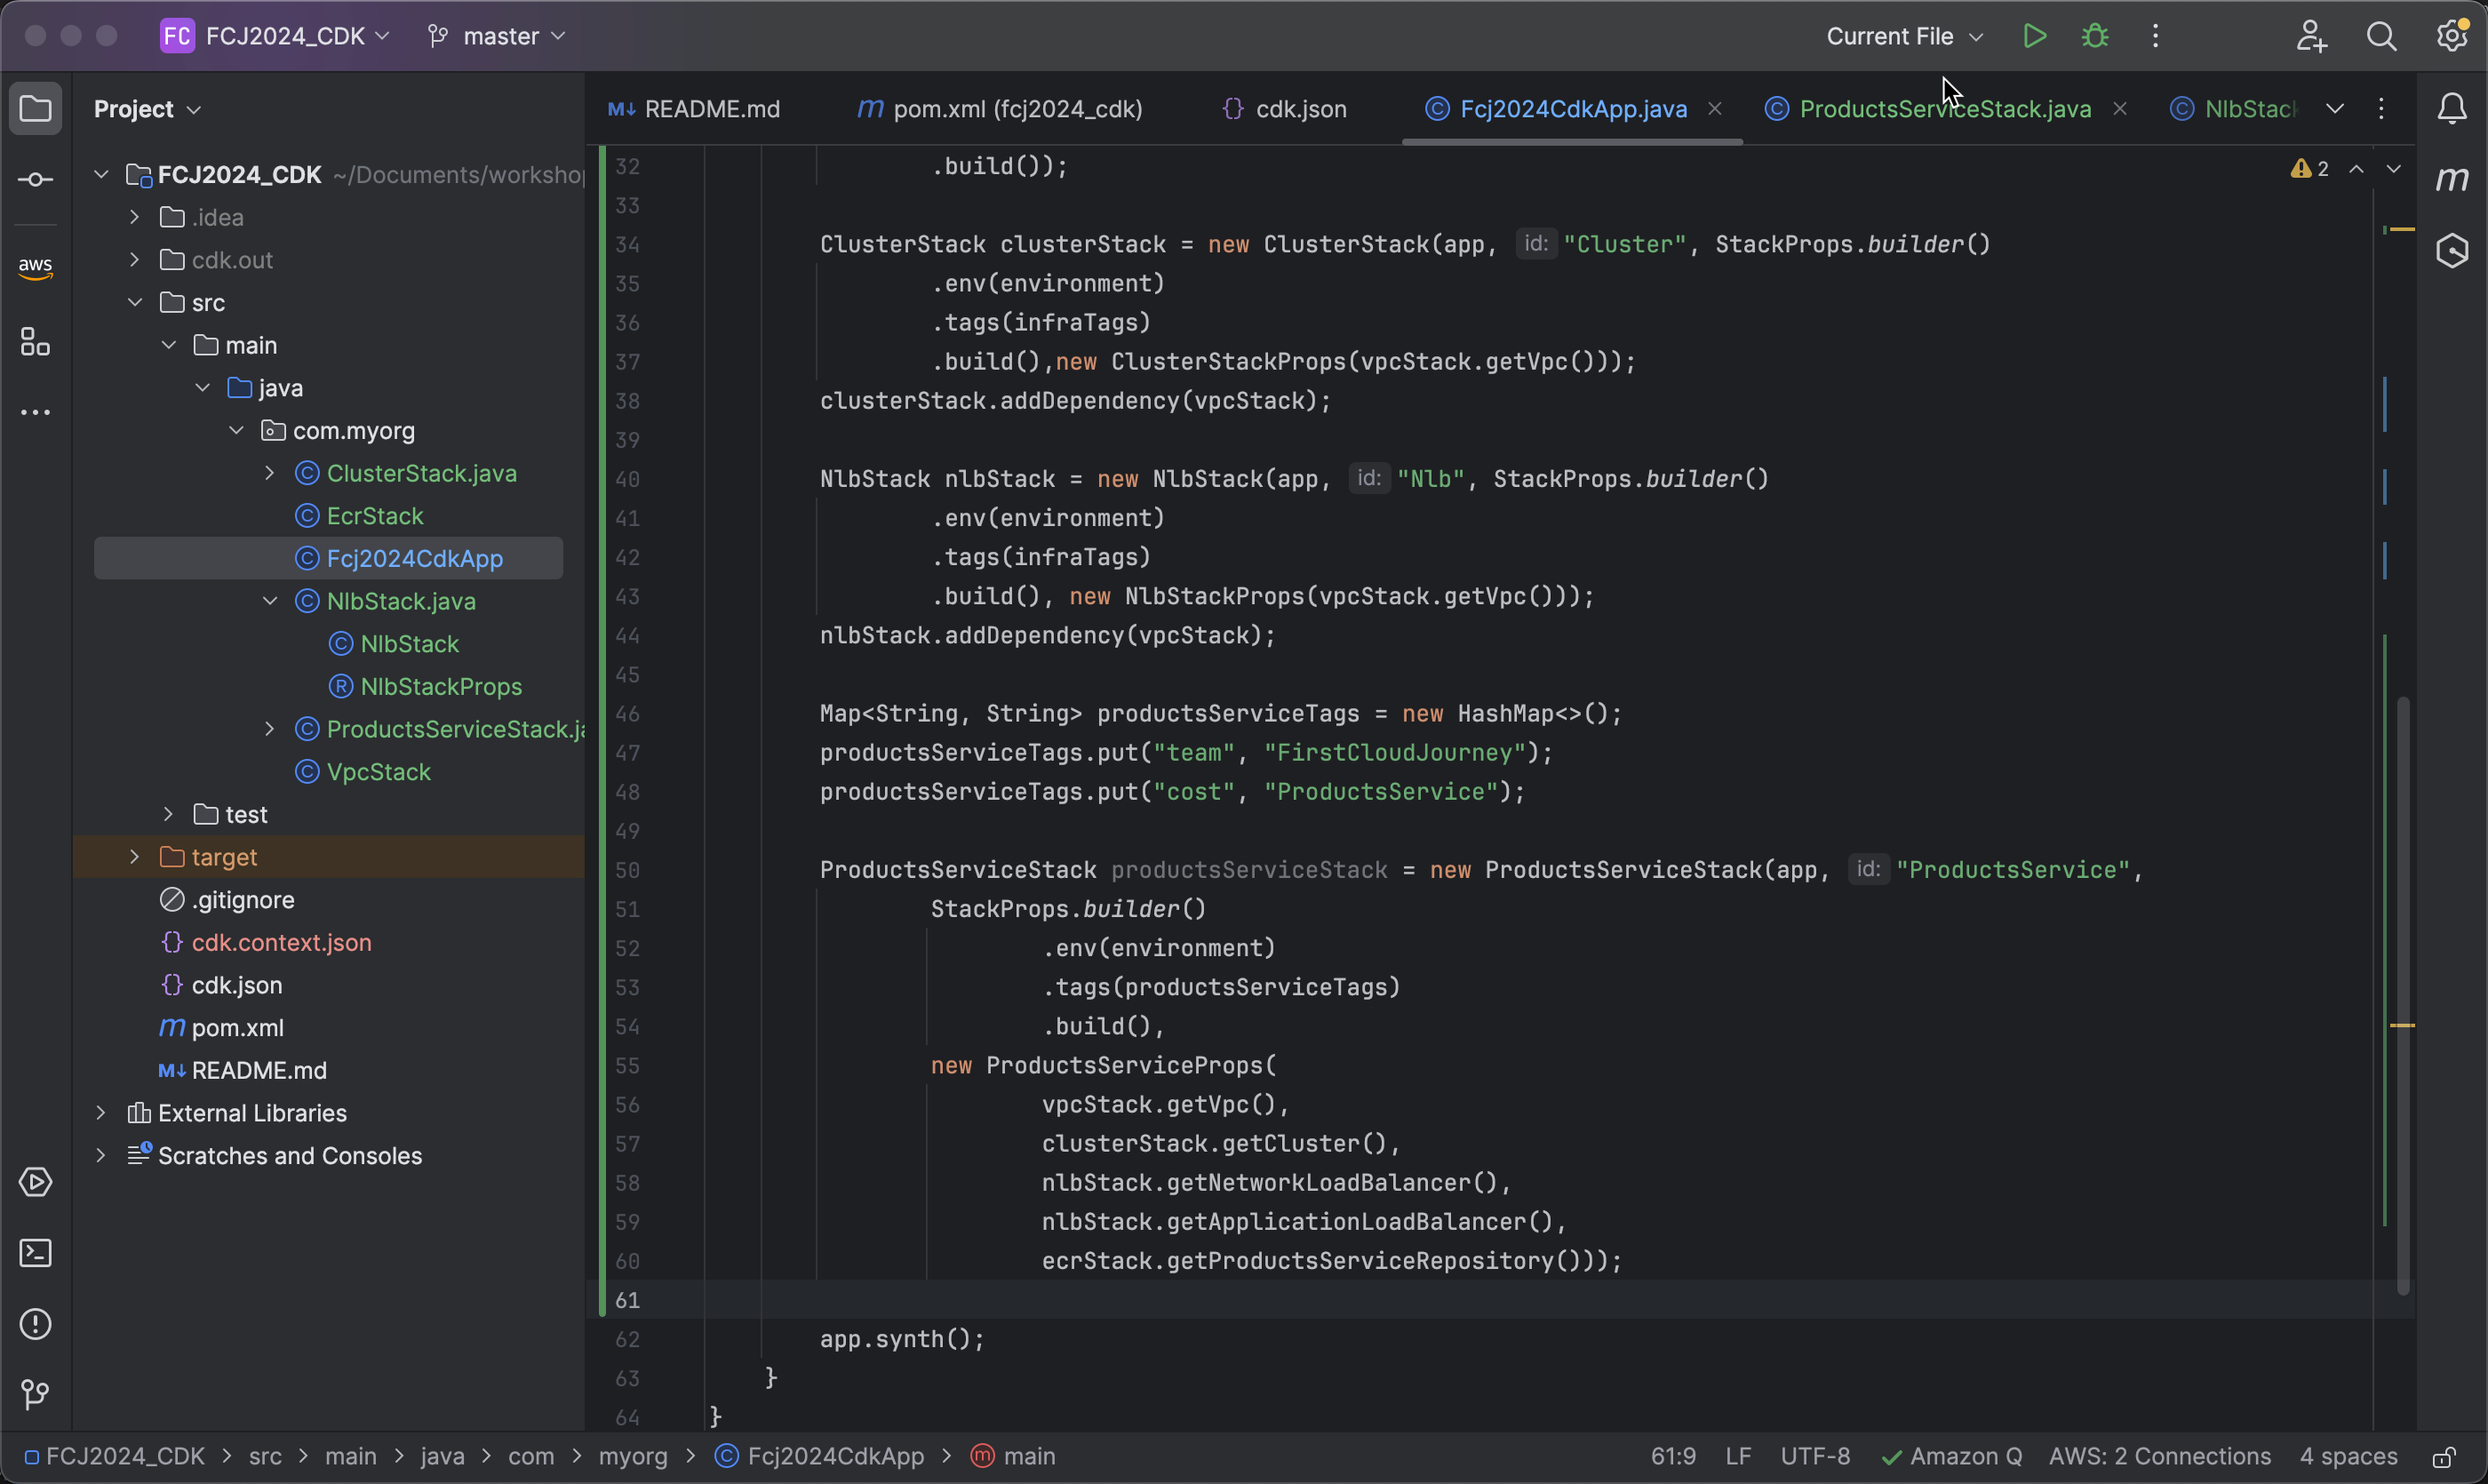 FC FCJ2024_CDK master Current File
Project
README.md pom.xml (fcj2024_cdk) cdk.json Fcj2024CdkApp.java ProductsServiceStack.java NlbStack
aws
FCJ2024_CDK ~/Documents/workshop
.idea
cdk.out
src
main
java
com.myorg
ClusterStack.java
EcrStack
Fcj2024CdkApp
NlbStack.java
NlbStack
NlbStackProps
ProductsServiceStack.ja
VpcStack
test
target
.gitignore
cdk.context.json
cdk.json
pom.xml
README.md
External Libraries
Scratches and Consoles
2
32 .build());
33
34 ClusterStack clusterStack = new ClusterStack(app, id: "Cluster", StackProps.builder()
35 .env(environment)
36 .tags(infraTags)
37 .build(),new ClusterStackProps(vpcStack.getVpc()));
38 clusterStack.addDependency(vpcStack);
39
40 NlbStack nlbStack = new NlbStack(app, id: "Nlb", StackProps.builder()
41 .env(environment)
42 .tags(infraTags)
43 .build(), new NlbStackProps(vpcStack.getVpc()));
44 nlbStack.addDependency(vpcStack);
45
46 Map<String, String> productsServiceTags = new HashMap<>();
47 productsServiceTags.put("team", "FirstCloudJourney");
48 productsServiceTags.put("cost", "ProductsService");
49
50 ProductsServiceStack productsServiceStack = new ProductsServiceStack(app, id: "ProductsService",
51 StackProps.builder()
52 .env(environment)
53 .tags(productsServiceTags)
54 .build(),
55 new ProductsServiceProps(
56 vpcStack.getVpc(),
57 clusterStack.getCluster(),
58 nlbStack.getNetworkLoadBalancer(),
59 nlbStack.getApplicationLoadBalancer(),
60 ecrStack.getProductsServiceRepository()));
61
62 app.synth();
63 }
64 }
FCJ2024_CDK > src > main > java > com > myorg > Fcj2024CdkApp > main 61:9 LF UTF-8 Amazon Q AWS: 2 Connections 4 spaces